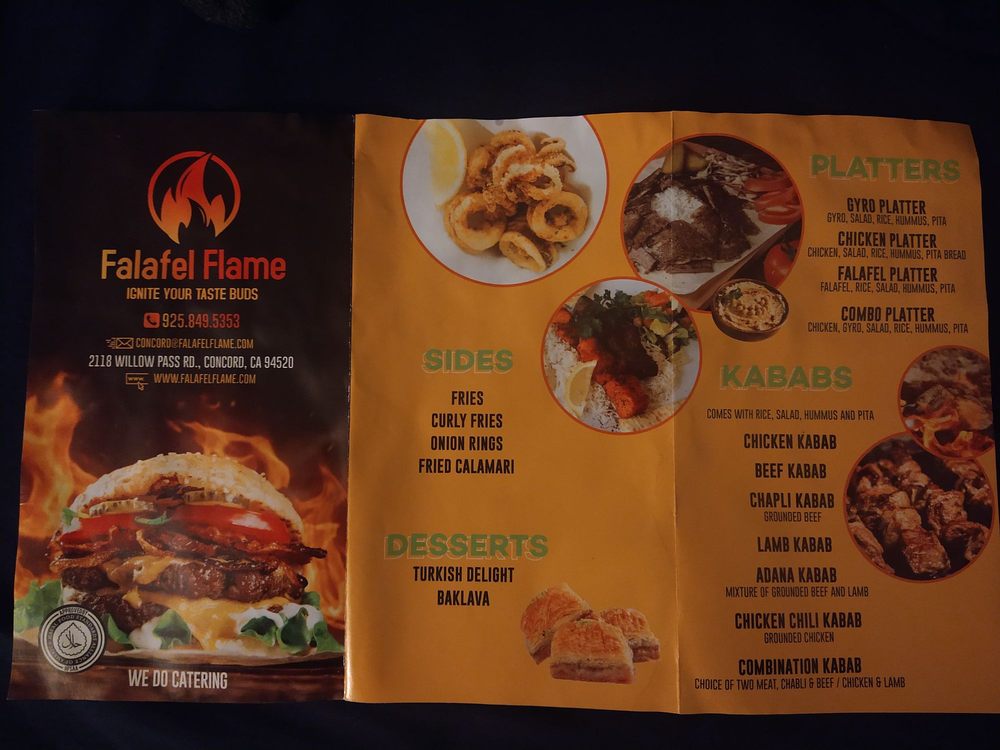 Falafel Flame
IGNITE YOUR TASTE BUDS
925.849.5353
CONCORD@FALAFELFLAME.COM
2118 WILLOW PASS RD., CONCORD, CA 94520
WWW.FALAFELFLAME.COM
APPROVED BY
حلال
WE DO CATERING
SIDES
FRIES
CURLY FRIES
ONION RINGS
FRIED CALAMARI
DESSERTS
TURKISH DELIGHT
BAKLAVA
PLATTERS
GYRO PLATTER
GYRO, SALAD, RICE, HUMMUS, PITA
CHICKEN PLATTER
CHICKEN, SALAD, RICE, HUMMUS, PITA BREAD
FALAFEL PLATTER
FALAFEL, RICE, SALAD, HUMMUS, PITA
COMBO PLATTER
CHICKEN, GYRO, SALAD, RICE, HUMMUS, PITA
KABABS
COMES WITH RICE, SALAD, HUMMUS AND PITA
CHICKEN KABAB
BEEF KABAB
CHAPLI KABAB
GROUNDED BEEF
LAMB KABAB
ADANA KABAB
MIXTURE OF GROUNDED BEEF AND LAMB
CHICKEN CHILI KABAB
GROUNDED CHICKEN
COMBINATION KABAB
CHOICE OF TWO MEAT, CHABLI & BEEF / CHICKEN & LAMB